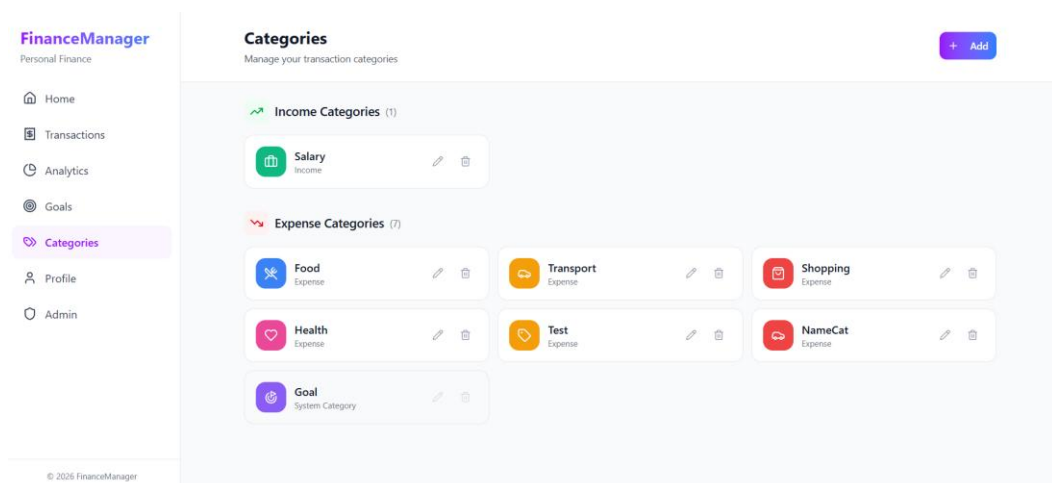 FinanceManager
Personal Finance
Home
Transactions
Analytics
Goals
Categories
Profile
Admin
© 2026 FinanceManager
Categories
Manage your transaction categories
+ Add
Income Categories (1)
Salary
Income
Expense Categories (7)
Food
Expense
Transport
Expense
Shopping
Expense
Health
Expense
Test
Expense
NameCat
Expense
Goal
System Category